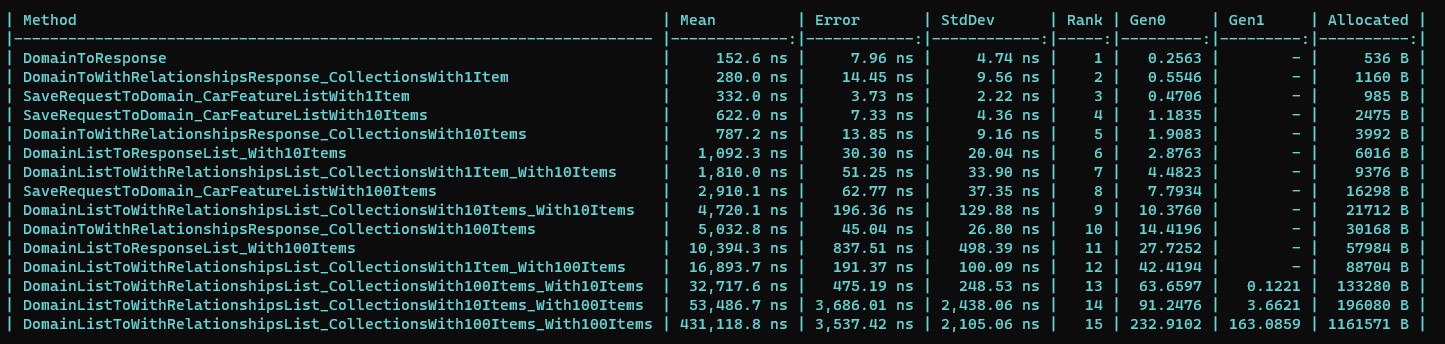 | Method | Mean | Error | StdDev | Rank | Gen0 | Gen1 | Allocated |
|--------------------------------------------------------------------- |-------------:|------------:|------------:|-----:|---------:|---------:|----------:|
| DomainToResponse | 152.6 ns | 7.96 ns | 4.74 ns | 1 | 0.2563 | - | 536 B |
| DomainToWithRelationshipsResponse_CollectionsWith1Item | 280.0 ns | 14.45 ns | 9.56 ns | 2 | 0.5546 | - | 1160 B |
| SaveRequestToDomain_CarFeatureListWith1Item | 332.0 ns | 3.73 ns | 2.22 ns | 3 | 0.4706 | - | 985 B |
| SaveRequestToDomain_CarFeatureListWith10Items | 622.0 ns | 7.33 ns | 4.36 ns | 4 | 1.1835 | - | 2475 B |
| DomainToWithRelationshipsResponse_CollectionsWith10Items | 787.2 ns | 13.85 ns | 9.16 ns | 5 | 1.9083 | - | 3992 B |
| DomainListToResponseList_With10Items | 1,092.3 ns | 30.30 ns | 20.04 ns | 6 | 2.8763 | - | 6016 B |
| DomainListToWithRelationshipsList_CollectionsWith1Item_With10Items | 1,810.0 ns | 51.25 ns | 33.90 ns | 7 | 4.4823 | - | 9376 B |
| SaveRequestToDomain_CarFeatureListWith100Items | 2,910.1 ns | 62.77 ns | 37.35 ns | 8 | 7.7934 | - | 16298 B |
| DomainListToWithRelationshipsList_CollectionsWith10Items_With10Items | 4,720.1 ns | 196.36 ns | 129.88 ns | 9 | 10.3760 | - | 21712 B |
| DomainToWithRelationshipsResponse_CollectionsWith100Items | 5,032.8 ns | 45.04 ns | 26.80 ns | 10 | 14.4196 | - | 30168 B |
| DomainListToResponseList_With100Items | 10,394.3 ns | 837.51 ns | 498.39 ns | 11 | 27.7252 | - | 57984 B |
| DomainListToWithRelationshipsList_CollectionsWith1Item_With100Items | 16,893.7 ns | 191.37 ns | 100.09 ns | 12 | 42.4194 | - | 88704 B |
| DomainListToWithRelationshipsList_CollectionsWith100Items_With10Items | 32,717.6 ns | 475.19 ns | 248.53 ns | 13 | 63.6597 | 0.1221 | 133280 B |
| DomainListToWithRelationshipsList_CollectionsWith10Items_With100Items | 53,486.7 ns | 3,686.01 ns | 2,438.06 ns | 14 | 91.2476 | 3.6621 | 196080 B |
| DomainListToWithRelationshipsList_CollectionsWith100Items_With100Items | 431,118.8 ns | 3,537.42 ns | 2,105.06 ns | 15 | 232.9102 | 163.0859 | 1161571 B |